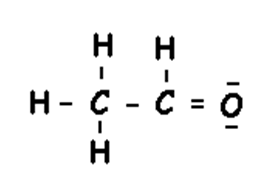 H H
H - C - C = O
H